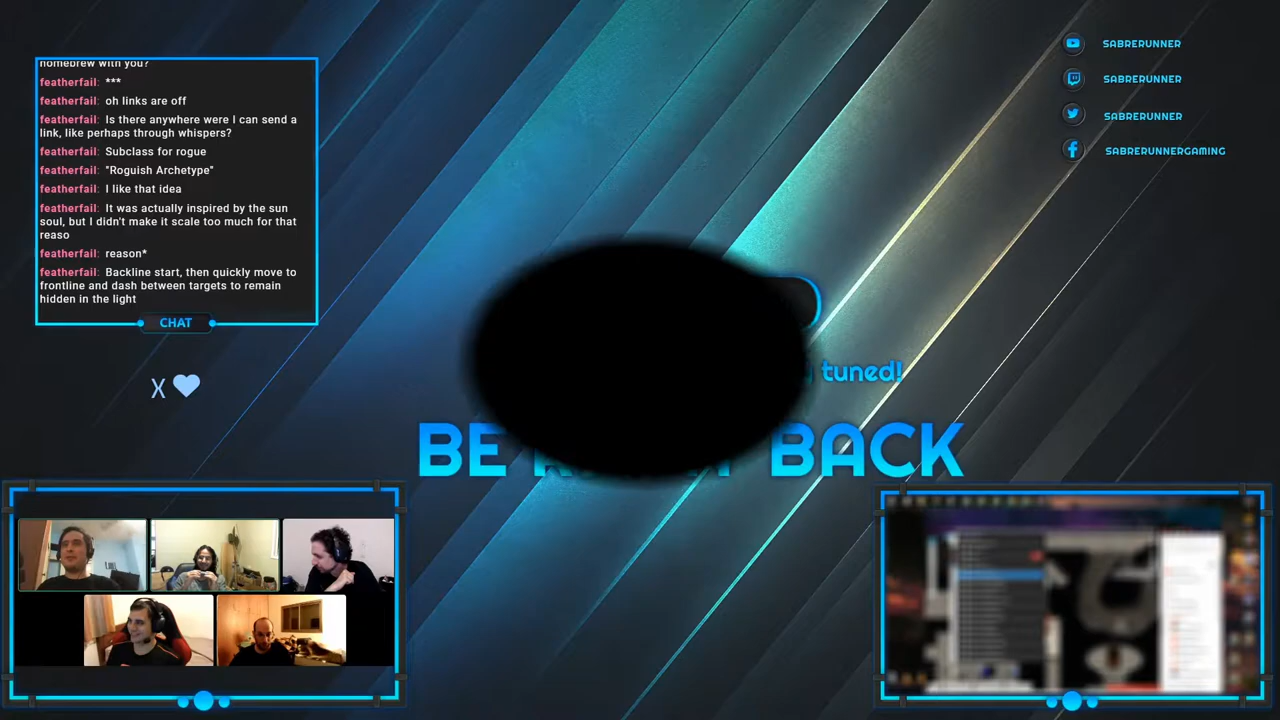 homebrew with you?
featherfail: ***
featherfail: oh links are off
featherfail: Is there anywhere were I can send a
link, like perhaps through whispers?
featherfail: Subclass for rogue
featherfail: "Roguish Archetype"
featherfail: I like that idea
featherfail: It was actually inspired by the sun
soul, but I didn't make it scale too much for that
reaso
featherfail: reason*
featherfail: Backline start, then quickly move to
frontline and dash between targets to remain
hidden in the light
CHAT
X
SABRERUNNER
SABRERUNNER
SABRERUNNER
SABRERUNNERGAMING
tuned!
BE BACK